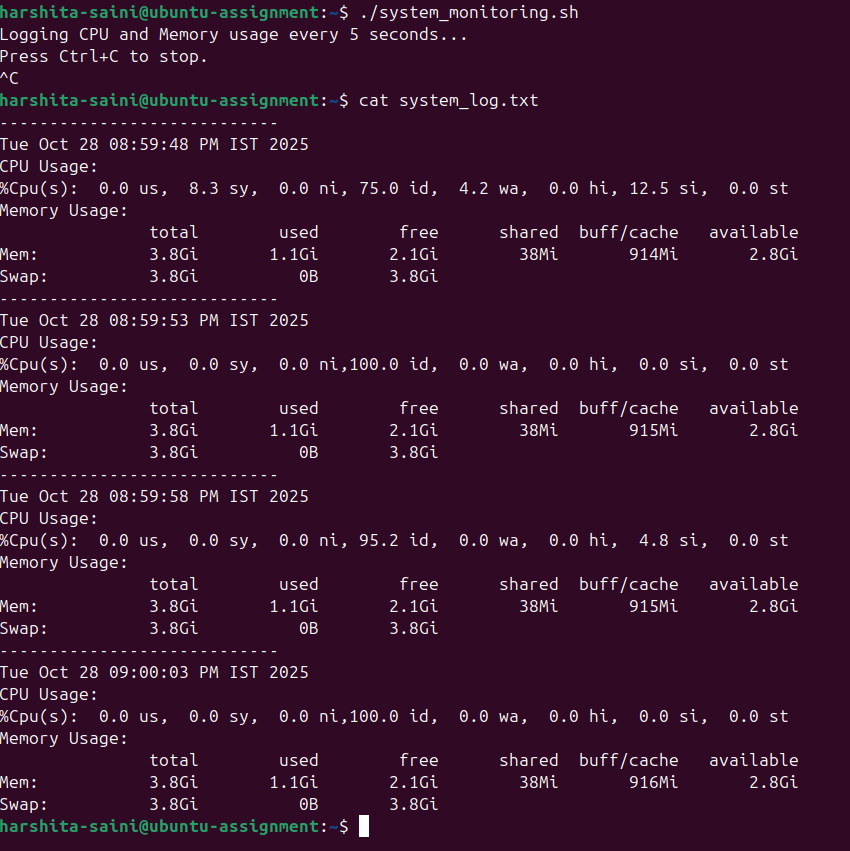 harshita-saini@ubuntu-assignment:~$ ./system_monitoring.sh
Logging CPU and Memory usage every 5 seconds...
Press Ctrl+C to stop.
^C
harshita-saini@ubuntu-assignment:~$ cat system_log.txt
----------------------------
Tue Oct 28 08:59:48 PM IST 2025
CPU Usage:
%Cpu(s):  0.0 us,  8.3 sy,  0.0 ni, 75.0 id,  4.2 wa,  0.0 hi, 12.5 si,  0.0 st
Memory Usage:
               total        used        free      shared  buff/cache   available
Mem:           3.8Gi       1.1Gi       2.1Gi        38Mi       914Mi       2.8Gi
Swap:          3.8Gi          0B       3.8Gi
----------------------------
Tue Oct 28 08:59:53 PM IST 2025
CPU Usage:
%Cpu(s):  0.0 us,  0.0 sy,  0.0 ni,100.0 id,  0.0 wa,  0.0 hi,  0.0 si,  0.0 st
Memory Usage:
               total        used        free      shared  buff/cache   available
Mem:           3.8Gi       1.1Gi       2.1Gi        38Mi       915Mi       2.8Gi
Swap:          3.8Gi          0B       3.8Gi
----------------------------
Tue Oct 28 08:59:58 PM IST 2025
CPU Usage:
%Cpu(s):  0.0 us,  0.0 sy,  0.0 ni, 95.2 id,  0.0 wa,  0.0 hi,  4.8 si,  0.0 st
Memory Usage:
               total        used        free      shared  buff/cache   available
Mem:           3.8Gi       1.1Gi       2.1Gi        38Mi       915Mi       2.8Gi
Swap:          3.8Gi          0B       3.8Gi
----------------------------
Tue Oct 28 09:00:03 PM IST 2025
CPU Usage:
%Cpu(s):  0.0 us,  0.0 sy,  0.0 ni,100.0 id,  0.0 wa,  0.0 hi,  0.0 si,  0.0 st
Memory Usage:
               total        used        free      shared  buff/cache   available
Mem:           3.8Gi       1.1Gi       2.1Gi        38Mi       916Mi       2.8Gi
Swap:          3.8Gi          0B       3.8Gi
harshita-saini@ubuntu-assignment:~$